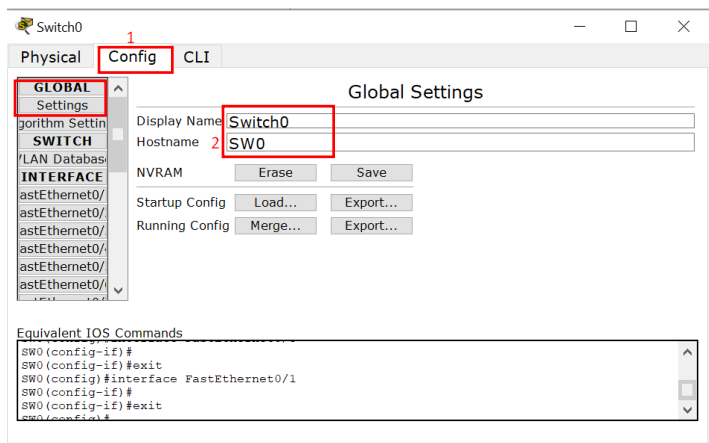 Switch0
1
Physical Config CLI
GLOBAL
Settings
gorithm Settin
SWITCH
VLAN Databas
INTERFACE
astEthernet0/
astEthernet0/
astEthernet0/
astEthernet0/
astEthernet0/
astEthernet0/
Global Settings
Display Name Switch0
Hostname 2 SW0
NVRAM Erase Save
Startup Config Load... Export...
Running Config Merge... Export...
Equivalent IOS Commands
SW0(config-if)#
SW0(config-if)#exit
SW0(config)#interface FastEthernet0/1
SW0(config-if)#
SW0(config-if)#exit
SW0(config)#